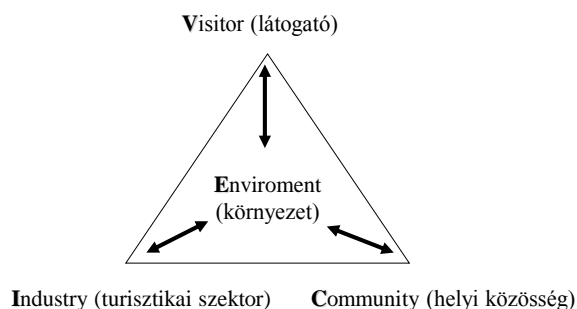 Visitor (látogató)
Enviroment
(környezet)
Industry (turisztikai szektor)
Community (helyi közösség)